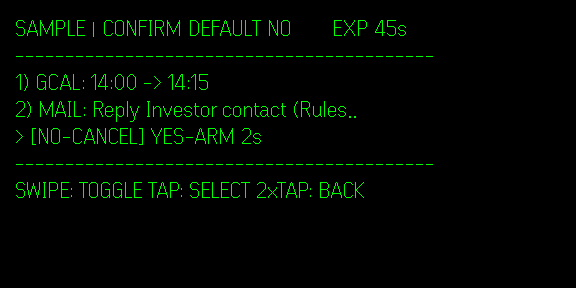 SAMPLE | CONFIRM DEFAULT NO EXP 45s
------------------------------------------
1) GCAL: 14:00 -> 14:15
2) MAIL: Reply Investor contact (Rules..
> [NO-CANCEL] YES-ARM 2s
------------------------------------------
SWIPE: TOGGLE TAP: SELECT 2xTAP: BACK